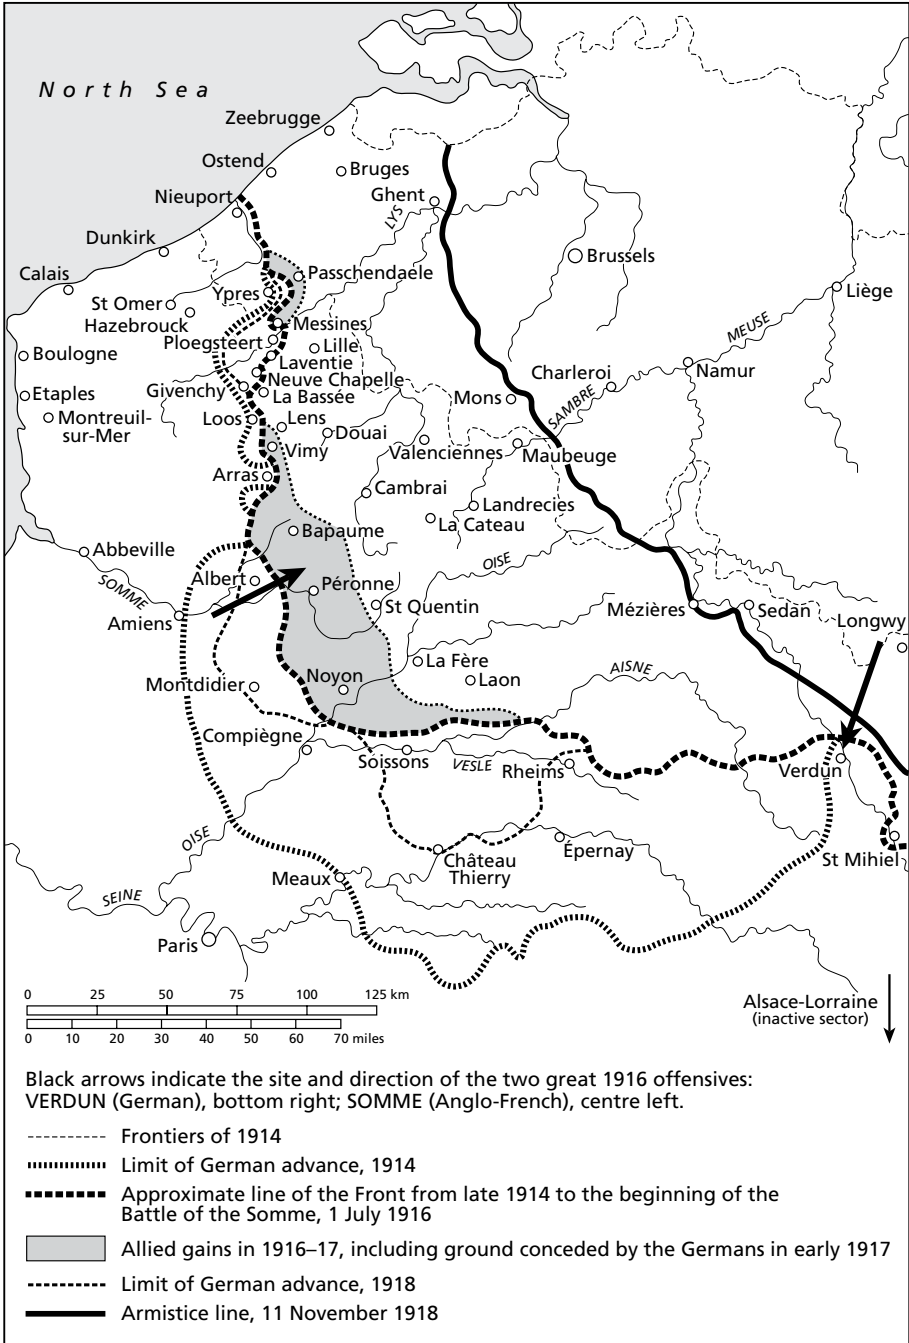 North Sea
Zeebrugge
Ostend
Bruges
Nieuport
Ghent
LYS
Dunkirk
Brussels
Calais
Passchendaele
St Omer
Ypres
Liège
Hazebrouck
Messines
MEUSE
Ploegsteert
Lille
Boulogne
Laventie
Charleroi
Namur
Neuve Chapelle
Etaples
Givenchy
La Bassée
Mons
SAMBRE
Montreuil-
sur-Mer
Loos
Lens
Douai
Vimy
Valenciennes
Maubeuge
Arras
Cambrai
Landrecies
La Cateau
Bapaume
Abbeville
OISE
Albert
SOMME
Péronne
St Quentin
Mézières
Sedan
Amiens
Longwy
La Fère
AISNE
Noyon
Laon
Montdidier
Compiègne
Soissons
VESLE
Rheims
Verdun
OISE
Château
Thierry
Épernay
St Mihiel
Meaux
SEINE
Paris
0 25 50 75 100 125 km
0 10 20 30 40 50 60 70 miles
Alsace-Lorraine
(inactive sector)
Black arrows indicate the site and direction of the two great 1916 offensives:
VERDUN (German), bottom right; SOMME (Anglo-French), centre left.
Frontiers of 1914
Limit of German advance, 1914
Approximate line of the Front from late 1914 to the beginning of the
Battle of the Somme, 1 July 1916
Allied gains in 1916–17, including ground conceded by the Germans in early 1917
Limit of German advance, 1918
Armistice line, 11 November 1918